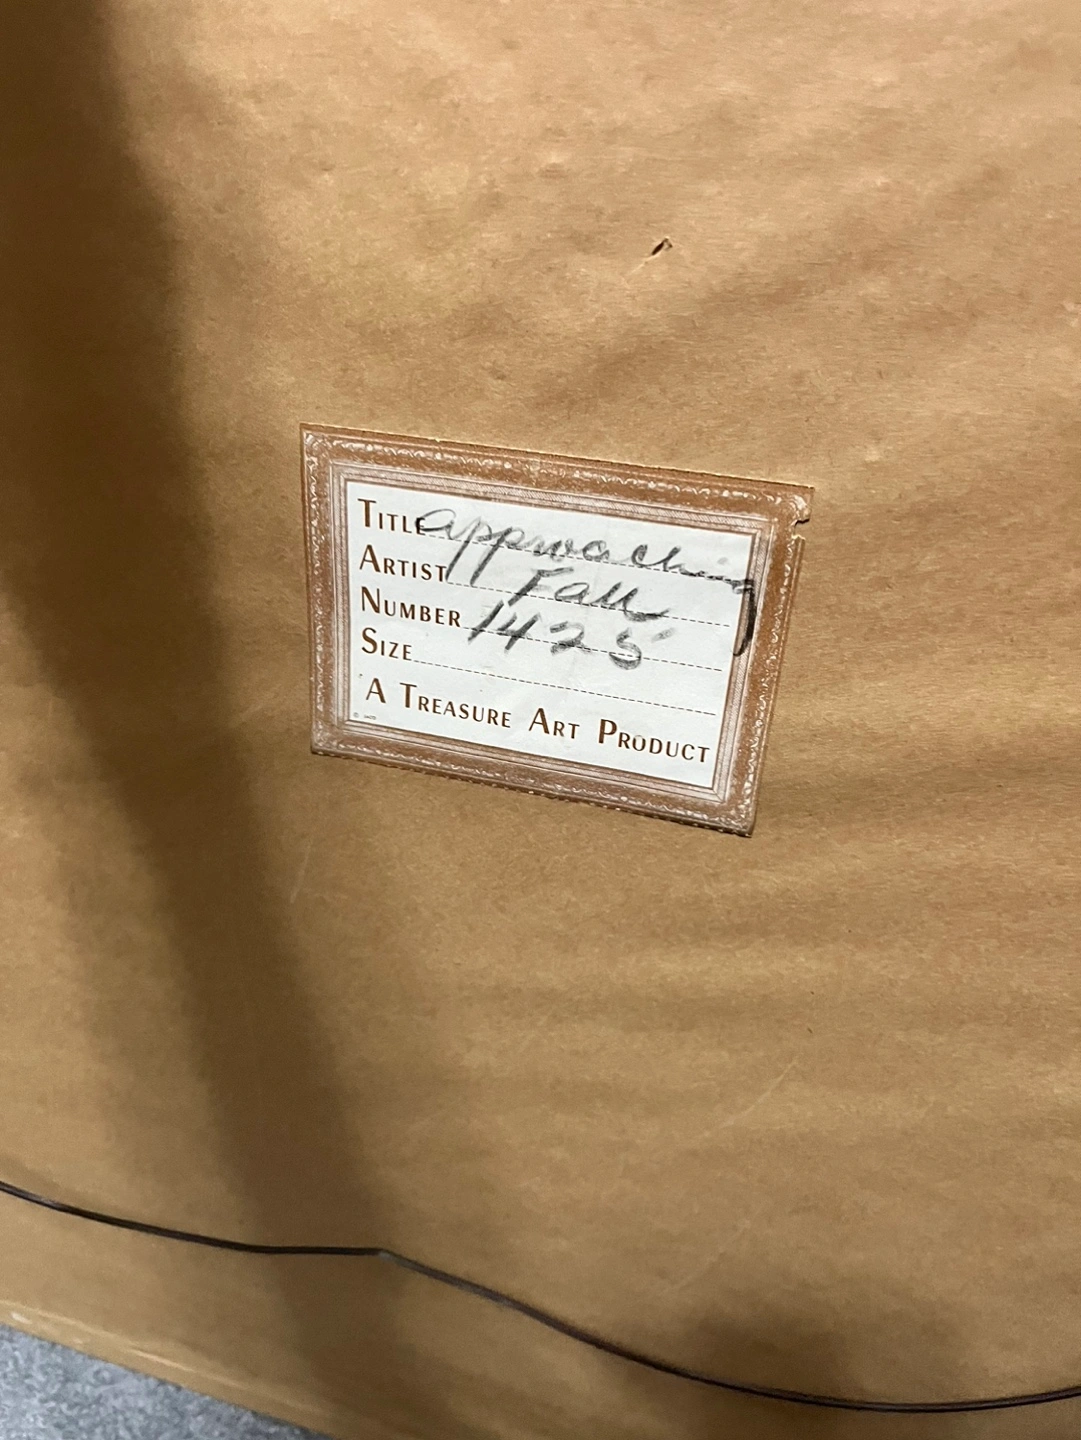 TITLE approaching
ARTIST Fall
NUMBER 1425
SIZE
A TREASURE ART PRODUCT